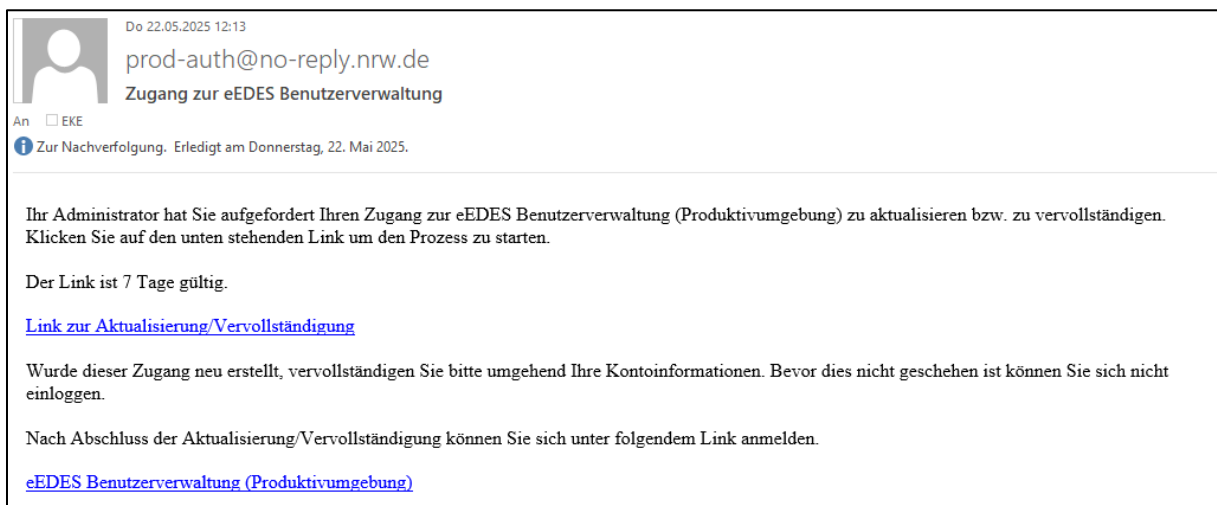 Do 22.05.2025 12:13
prod-auth@no-reply.nrw.de
Zugang zur eEDES Benutzerverwaltung
An EKE
Zur Nachverfolgung. Erledigt am Donnerstag, 22. Mai 2025.
Ihr Administrator hat Sie aufgefordert Ihren Zugang zur eEDES Benutzerverwaltung (Produktivumgebung) zu aktualisieren bzw. zu vervollständigen.
Klicken Sie auf den unten stehenden Link um den Prozess zu starten.
Der Link ist 7 Tage gültig.
Link zur Aktualisierung/Vervollständigung
Wurde dieser Zugang neu erstellt, vervollständigen Sie bitte umgehend Ihre Kontoinformationen. Bevor dies nicht geschehen ist können Sie sich nicht
einloggen.
Nach Abschluss der Aktualisierung/Vervollständigung können Sie sich unter folgendem Link anmelden.
eEDES Benutzerverwaltung (Produktivumgebung)